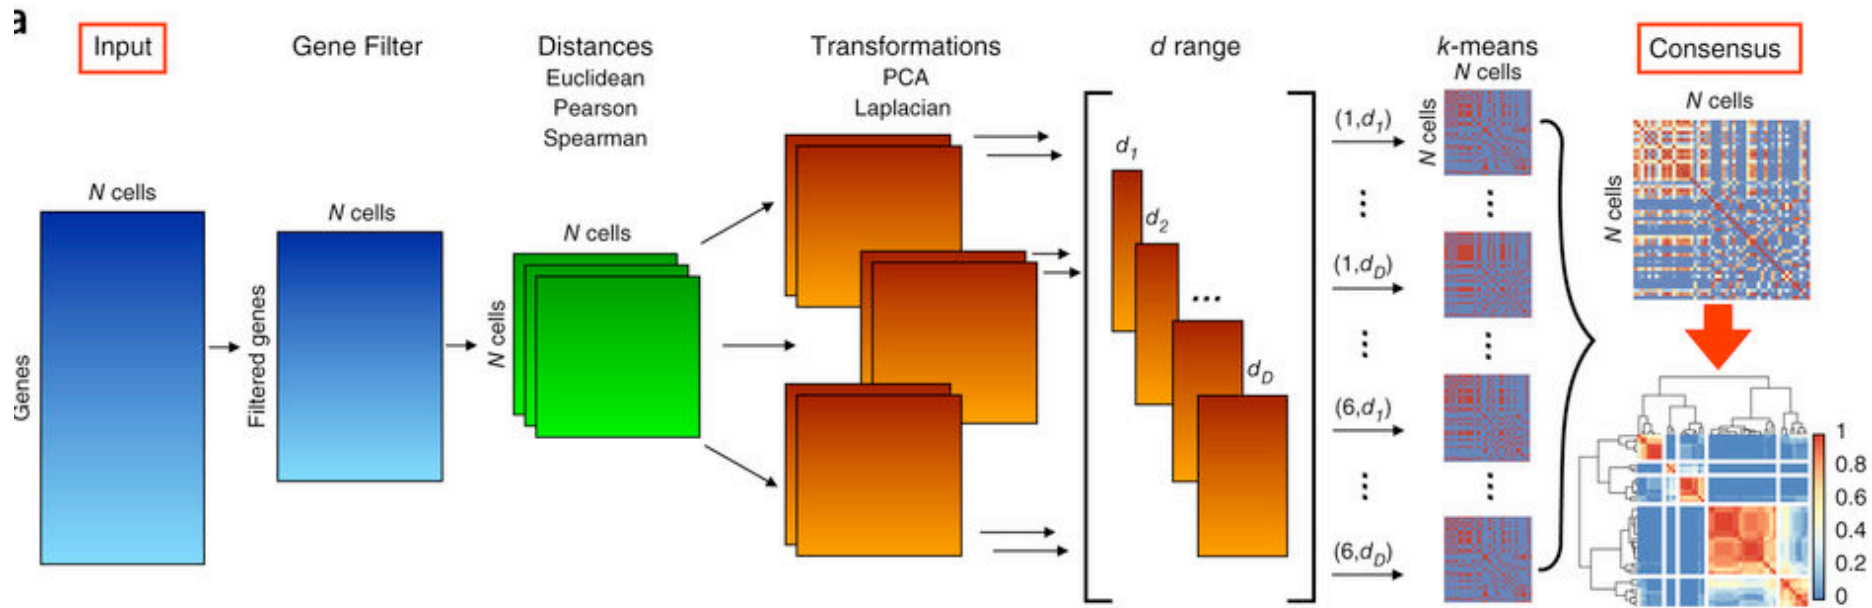 a
Input
Gene Filter
Distances
Euclidean
Pearson
Spearman
Transformations
PCA
Laplacian
d range
k-means
N cells
N cells
Consensus
N cells
N cells
N cells
Genes
N cells
Filtered genes
N cells
N cells
d1
d2
...
dD
(1,d1)
(1,dD)
(6,d1)
(6,dD)
1
0.8
0.6
0.4
0.2
0